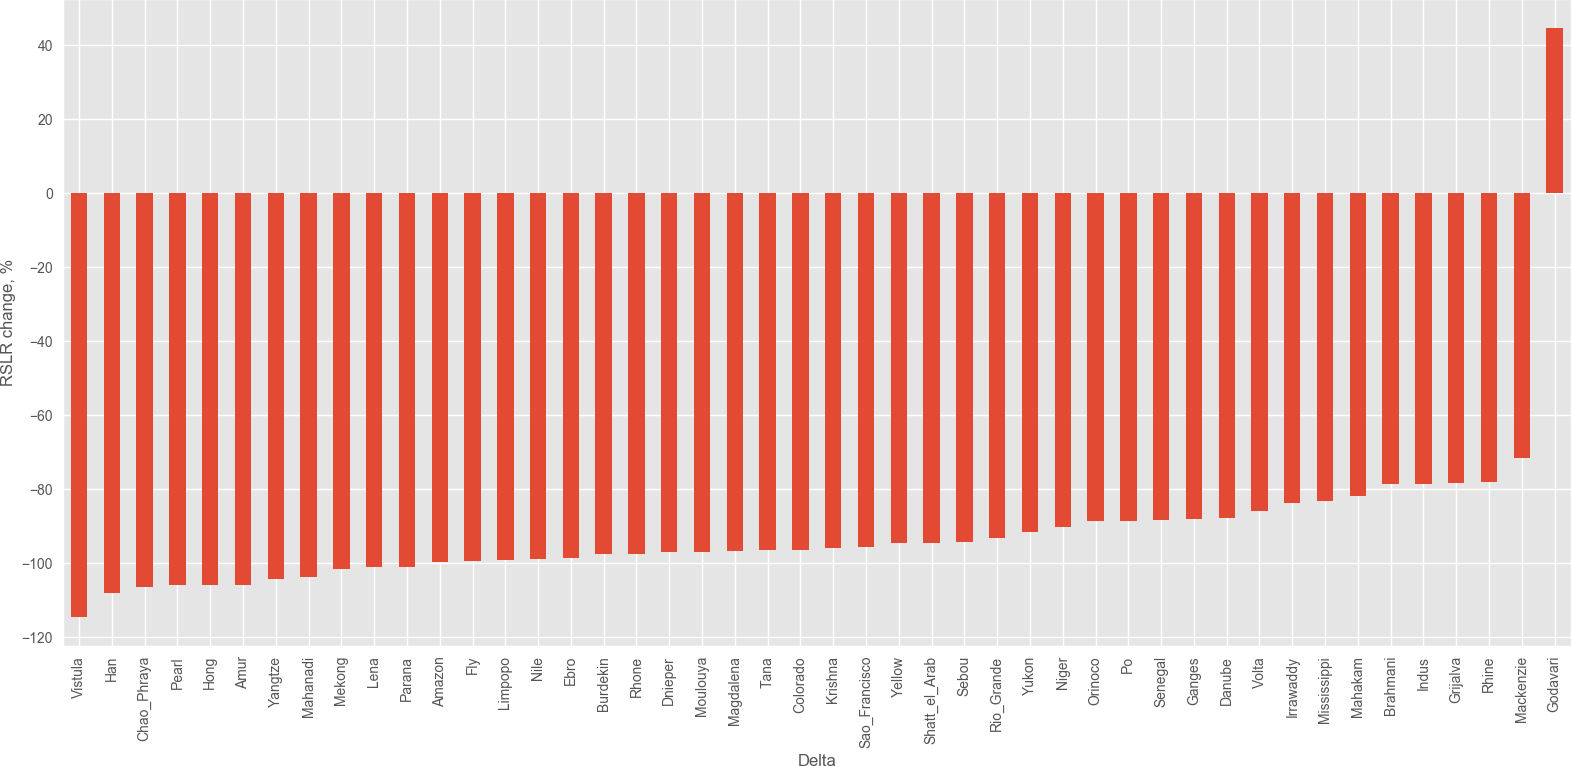 40
20
0
−20
−40
−60
−80
−100
−120
RSLR change, %
Vistula
Han
Chao_Phraya
Pearl
Hong
Amur
Yangtze
Mahanadi
Mekong
Lena
Parana
Amazon
Fly
Limpopo
Nile
Ebro
Burdekin
Rhone
Dnieper
Moulouya
Magdalena
Tana
Colorado
Krishna
Sao_Francisco
Yellow
Shatt_el_Arab
Sebou
Rio_Grande
Yukon
Niger
Orinoco
Po
Senegal
Ganges
Danube
Volta
Irrawaddy
Mississippi
Mahakam
Brahmani
Indus
Grijalva
Rhine
Mackenzie
Godavari
Delta